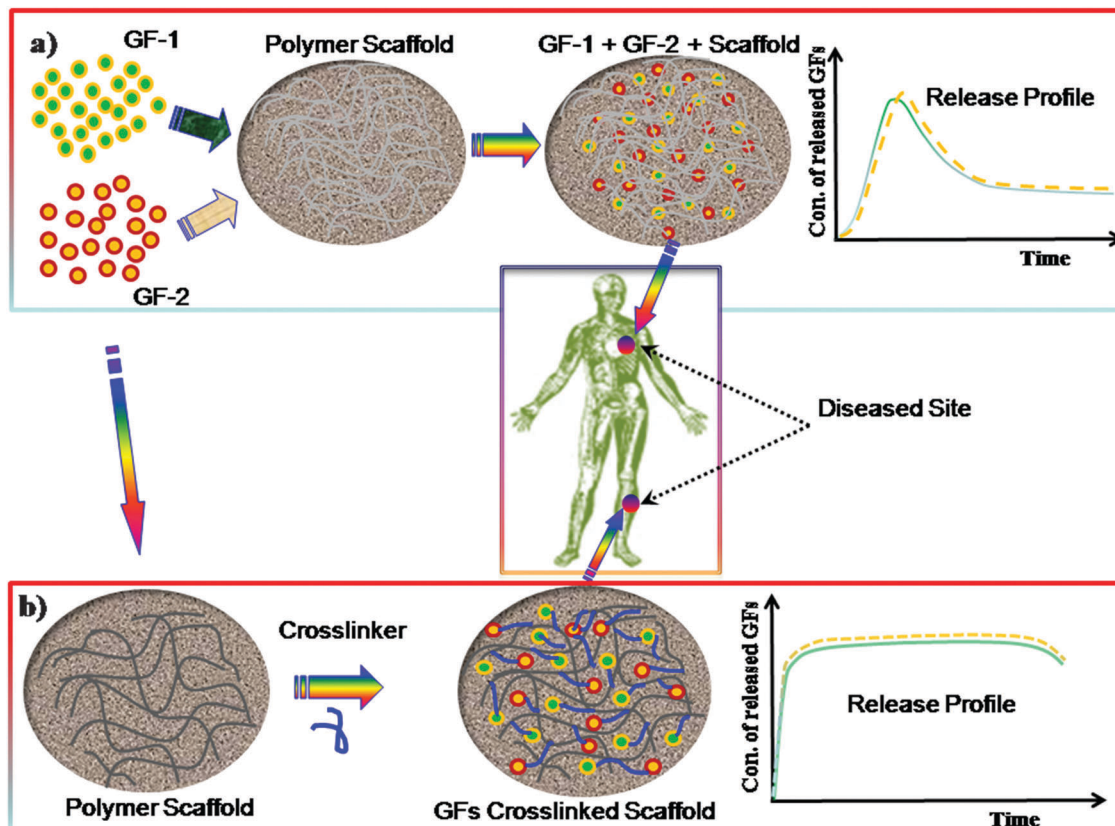 a)
GF-1
Polymer Scaffold
GF-1 + GF-2 + Scaffold
Con. of released GFs
Release Profile
Time
GF-2
Diseased Site
b)
Crosslinker
Polymer Scaffold
GFs Crosslinked Scaffold
Con. of released GFs
Release Profile
Time